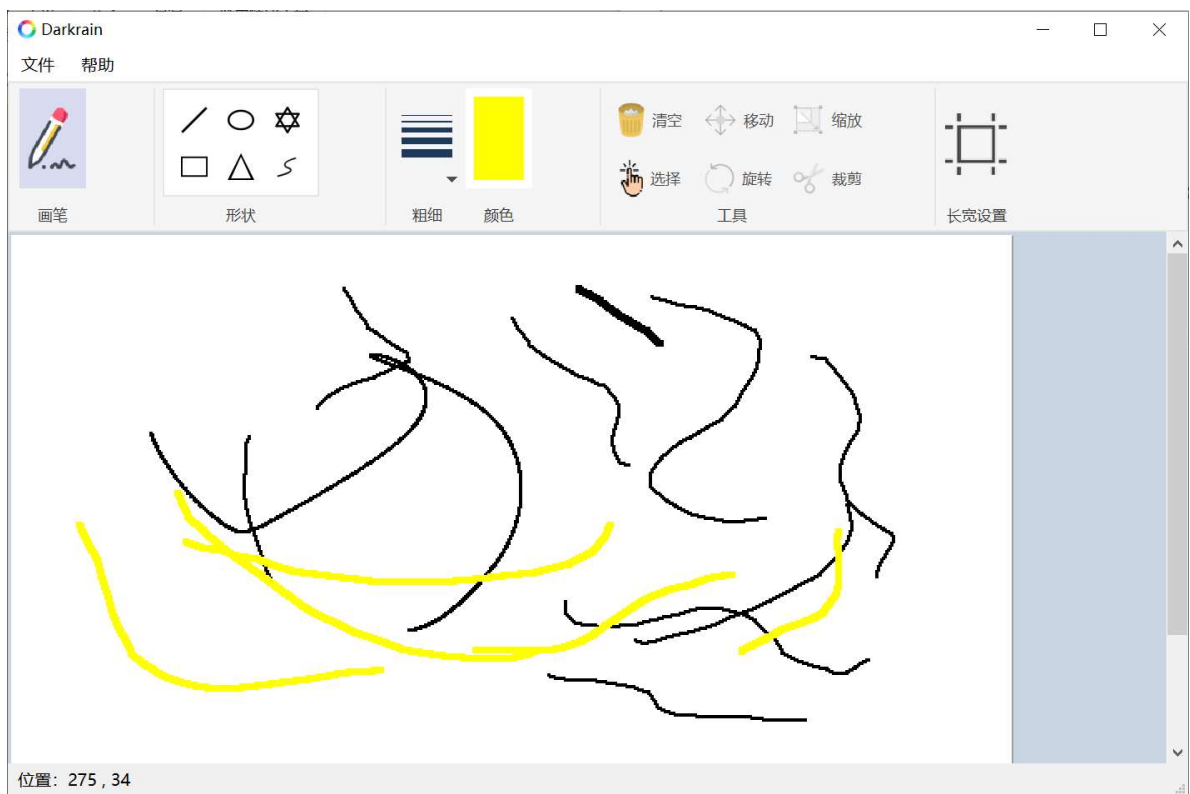 Darkrain
文件 帮助
清空 移动 缩放
选择 旋转 裁剪
画笔 形状 粗细 颜色 工具 长宽设置
位置：275 , 34